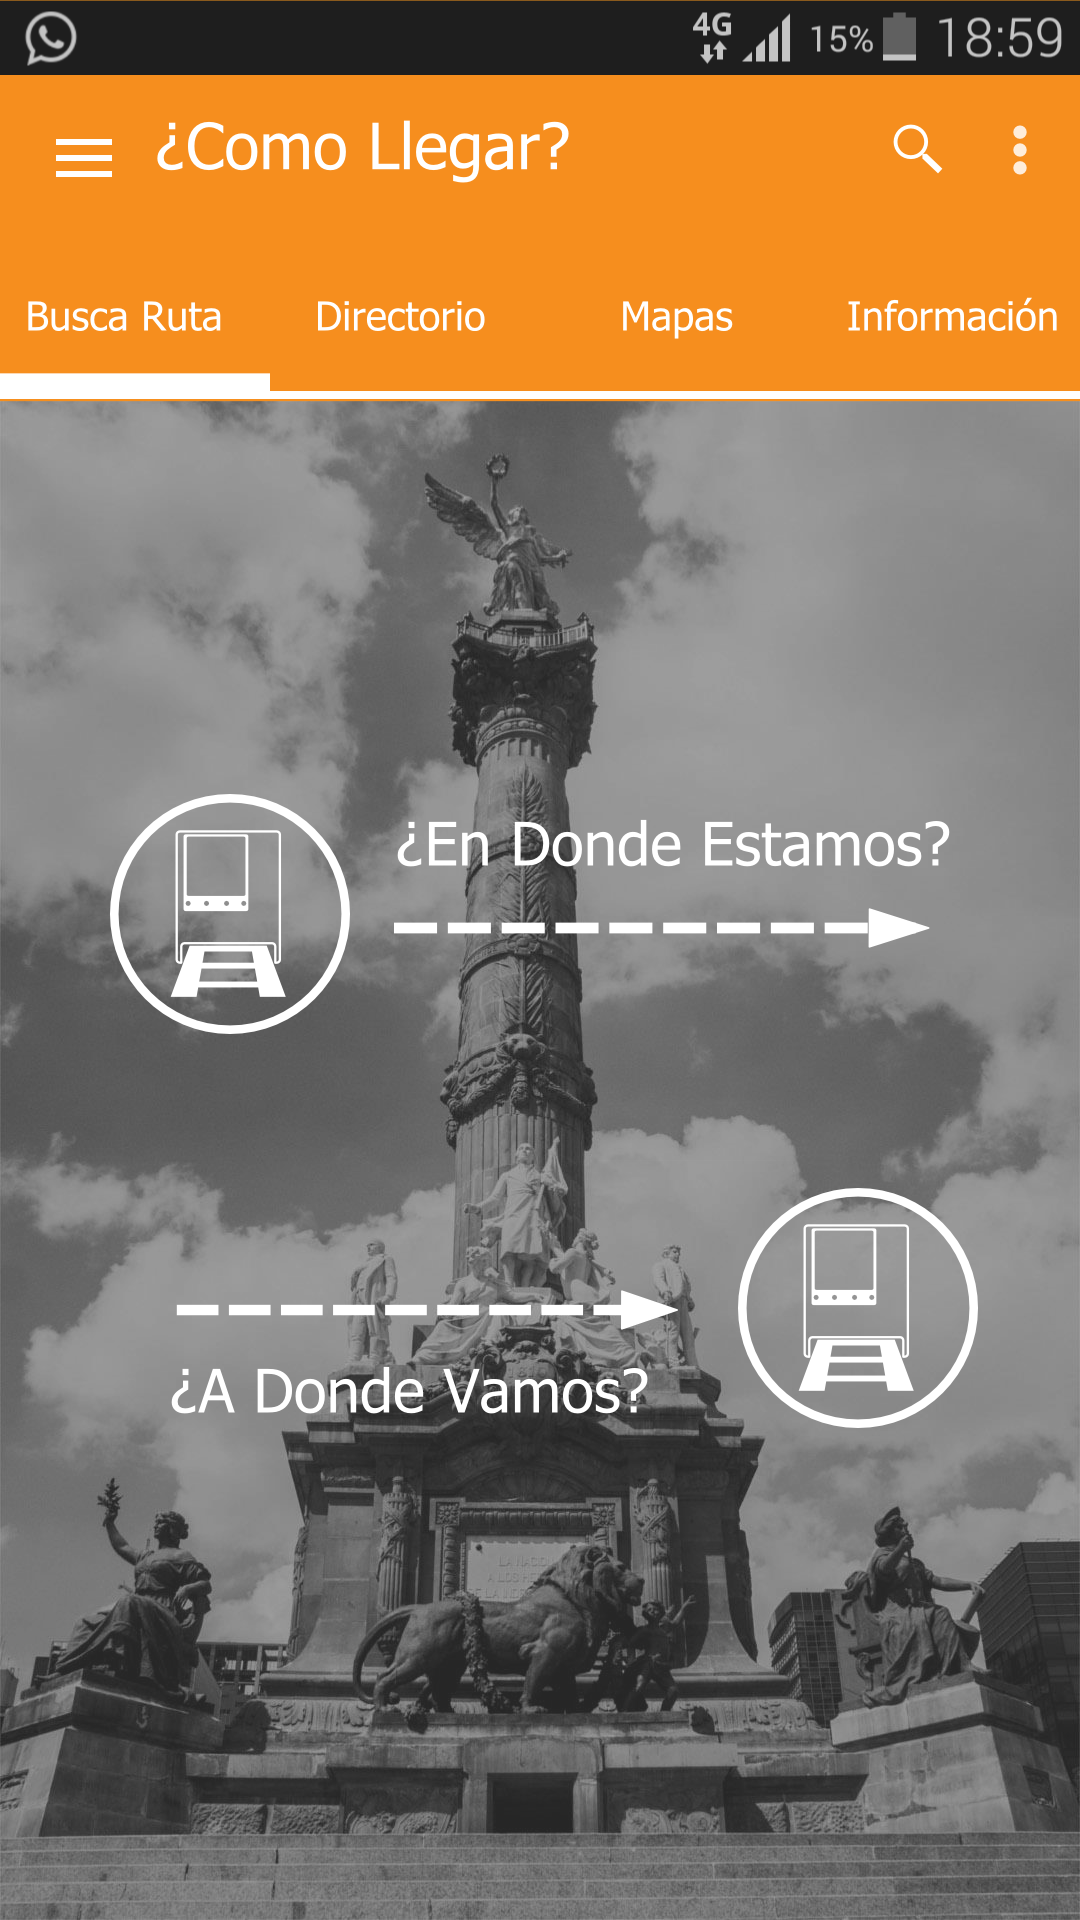 4G 15% 18:59
¿Como Llegar?
Busca Ruta Directorio Mapas Información
¿En Donde Estamos?
¿A Donde Vamos?
LA NACION
A LOS HE